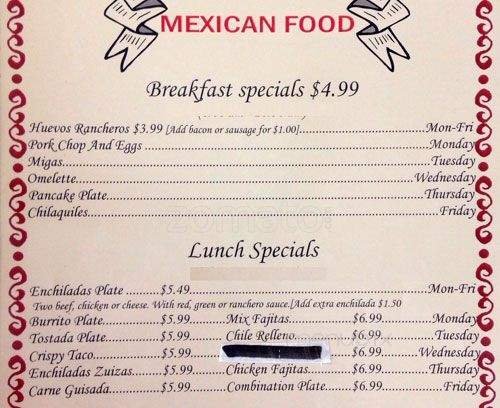 MEXICAN FOOD
Breakfast specials $4.99
Huevos Rancheros $3.99 [Add bacon or sausage for $1.00]...Mon-Fri
Pork Chop And Eggs...Monday
Migas...Tuesday
Omelette...Wednesday
Pancake Plate...Thursday
Chilaquiles...Friday
zomato
Lunch Specials
Enchiladas Plate...$5.49...Mon-Fri
Two beef, chicken or cheese. With red, green or ranchero sauce.[Add extra enchilada $1.50
Burrito Plate...$5.99...Mix Fajitas...$6.99...Monday
Tostada Plate...$5.99...Chile Relleno...$6.99...Tuesday
Crispy Taco...$5.99... $6.99...Wednesday
Enchiladas Zuizas...$5.99...Chicken Fajitas...$6.99...Thursday
Carne Guisada...$5.99...Combination Plate...$6.99...Friday